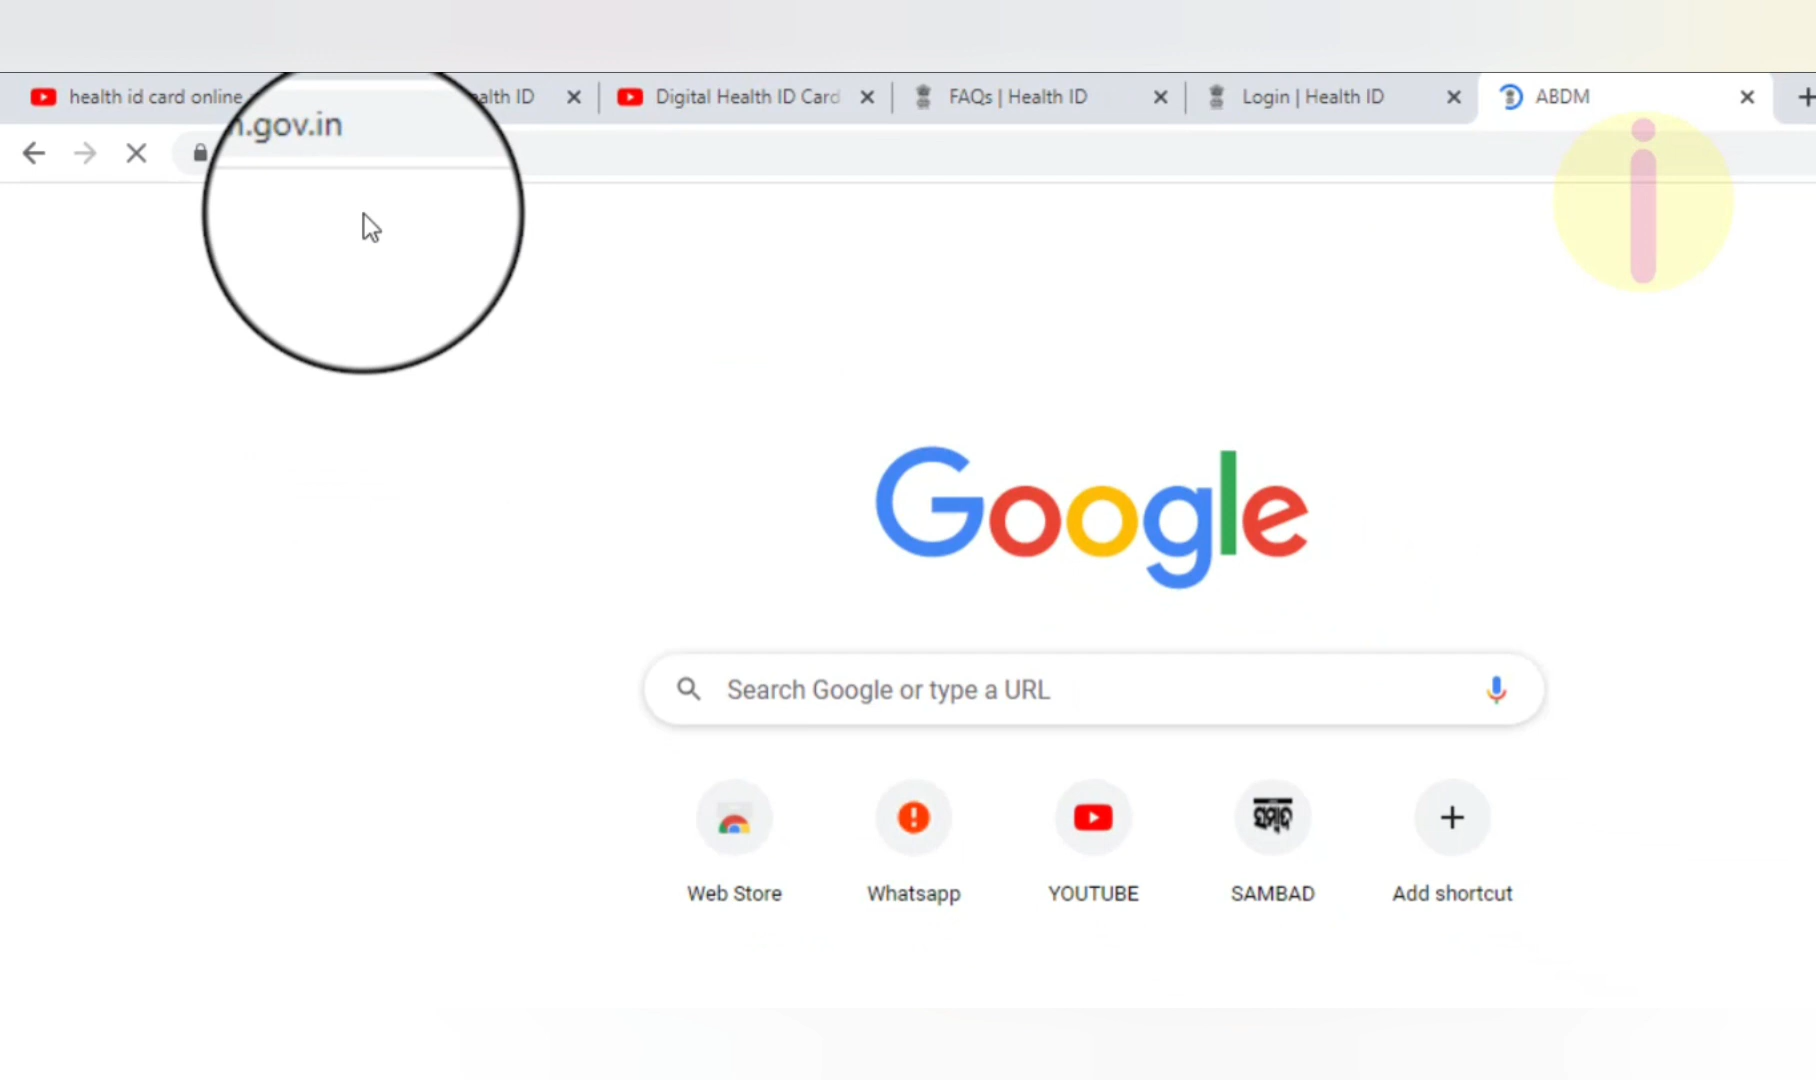 health id card online
alth ID
Digital Health ID Card
FAQs | Health ID
Login | Health ID
ABDM
.gov.in
i
Google
Search Google or type a URL
ସମ୍ବାଦ
Web Store
Whatsapp
YOUTUBE
SAMBAD
Add shortcut